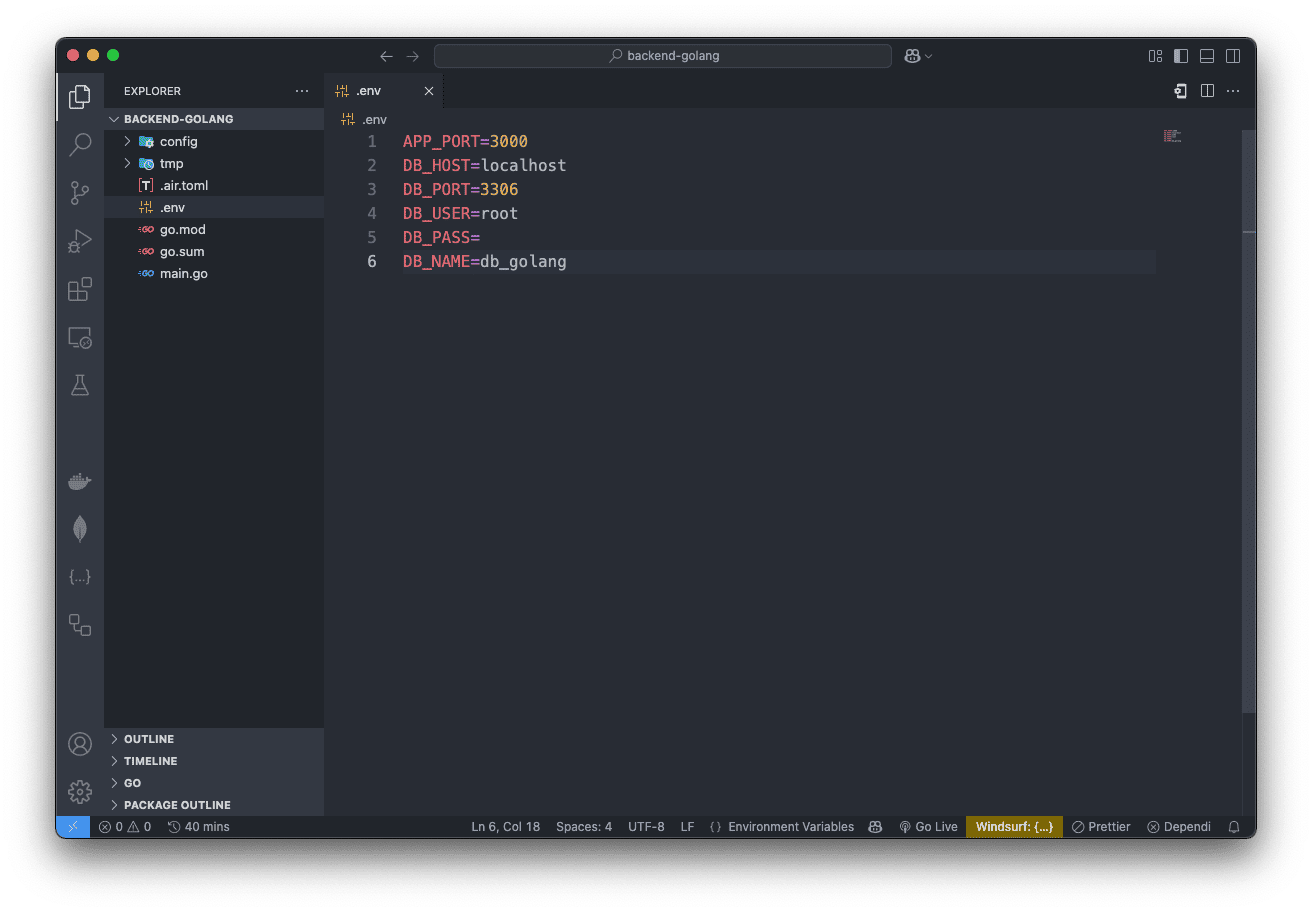 backend-golang
EXPLORER
.env
BACKEND-GOLANG
.env
config
tmp
.air.toml
.env
go.mod
go.sum
main.go
1 APP_PORT=3000
2 DB_HOST=localhost
3 DB_PORT=3306
4 DB_USER=root
5 DB_PASS=
6 DB_NAME=db_golang
OUTLINE
TIMELINE
GO
PACKAGE OUTLINE
0 0 40 mins Ln 6, Col 18 Spaces: 4 UTF-8 LF {} Environment Variables Go Live Windsurf: {...} Prettier Dependi